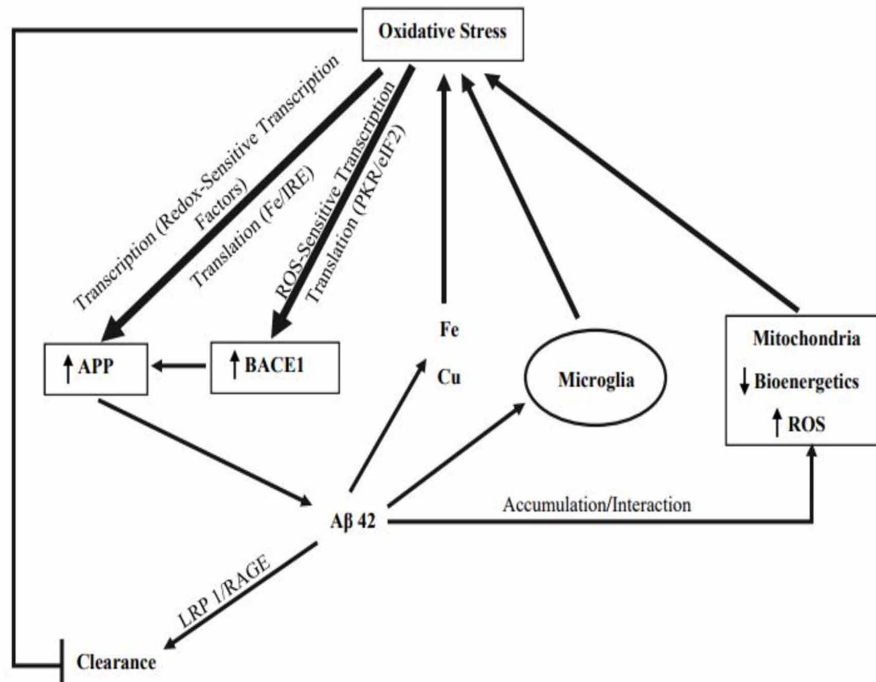 Oxidative Stress
Transcription (Redox-Sensitive Transcription
Factors)
Translation (Fe/IRE)
ROS-Sensitive Transcription
Translation (PKR/eIF2)
↑ APP
↑ BACE1
Fe
Cu
Microglia
Mitochondria
↓ Bioenergetics
↑ ROS
Aβ 42
Accumulation/Interaction
LRP 1/RAGE
Clearance